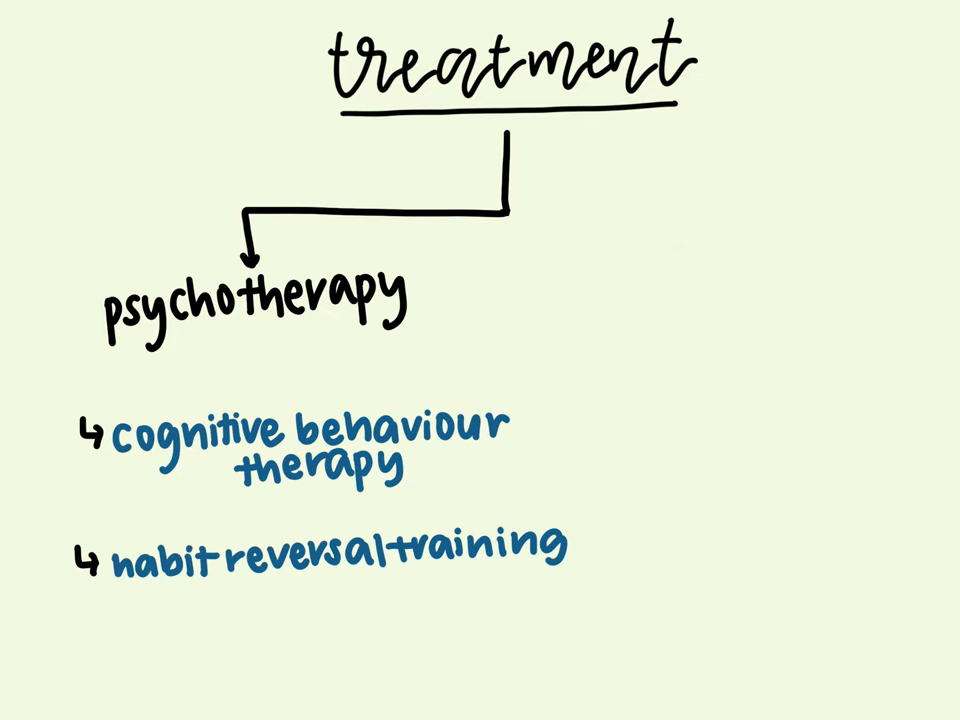 treatment
psychotherapy
↳ cognitive behaviour
therapy
↳ habit reversal training